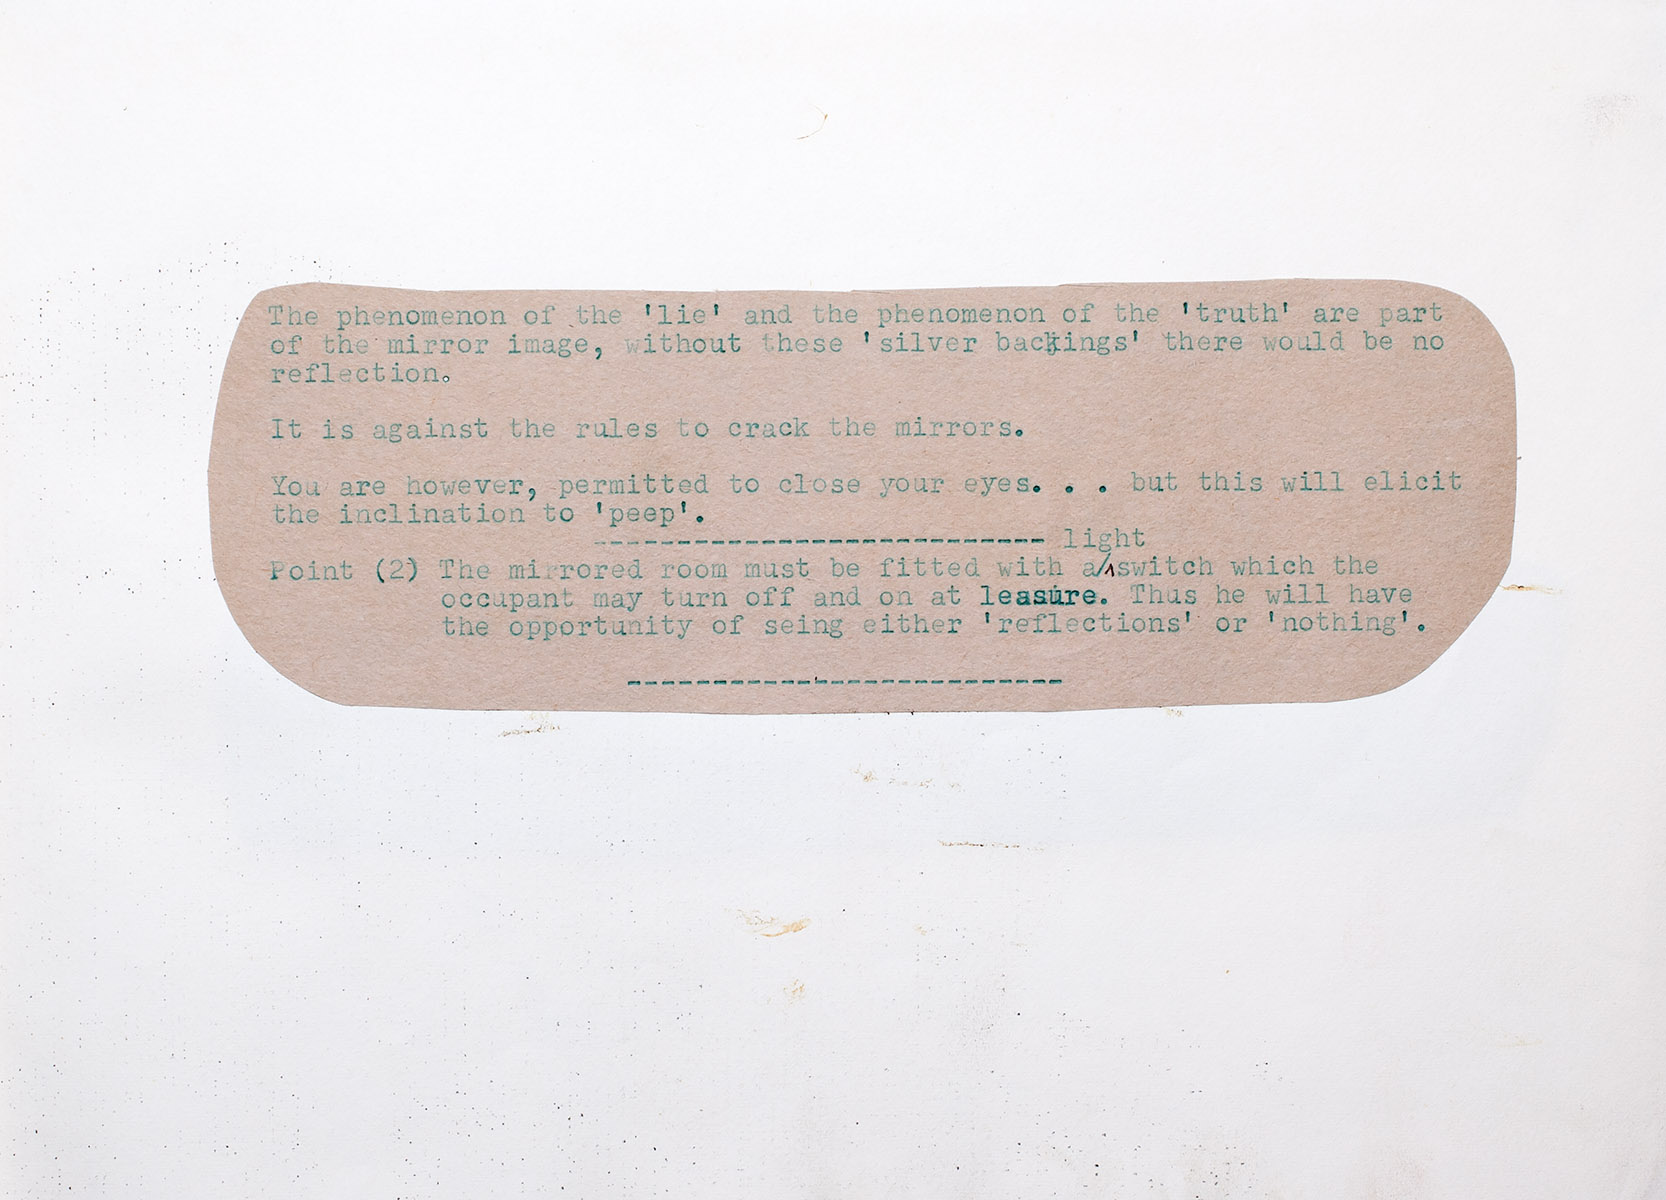 The phenomenon of the 'lie' and the phenomenon of the 'truth' are part
of the mirror image, without these 'silver backings' there would be no
reflection.
It is against the rules to crack the mirrors.
You are however, permitted to close your eyes. . . but this will elicit
the inclination to 'peep'.
--------------------------- light
Point (2) The mirrored room must be fitted with a/^switch which the
occupant may turn off and on at leasure. Thus he will have
the opportunity of seing either 'reflections' or 'nothing'.
--------------------------